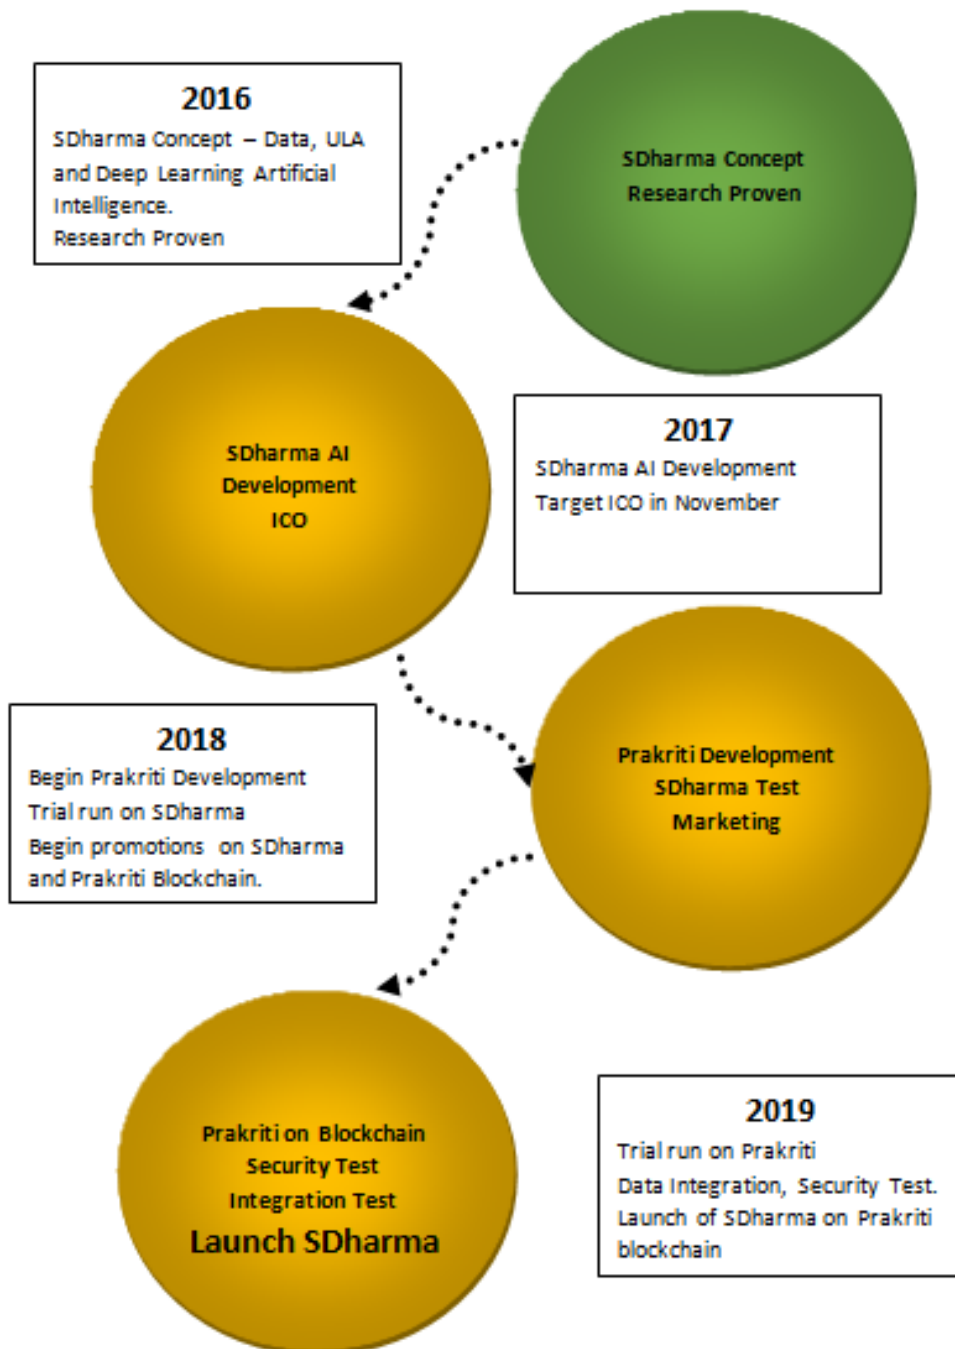 2016
SDharma Concept – Data, ULA
and Deep Learning Artificial
Intelligence.
Research Proven
SDharma Concept
Research Proven
SDharma AI
Development
ICO
2017
SDharma AI Development
Target ICO in November
2018
Begin Prakriti Development
Trial run on SDharma
Begin promotions on SDharma
and Prakriti Blockchain.
Prakriti Development
SDharma Test
Marketing
Prakriti on Blockchain
Security Test
Integration Test
Launch SDharma
2019
Trial run on Prakriti
Data Integration, Security Test.
Launch of SDharma on Prakriti
blockchain